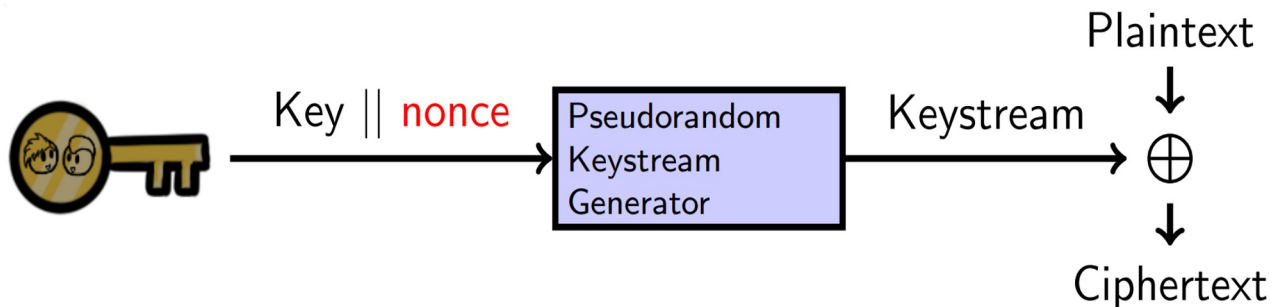 Plaintext
Key || nonce
Pseudorandom
Keystream
Generator
Keystream
Ciphertext